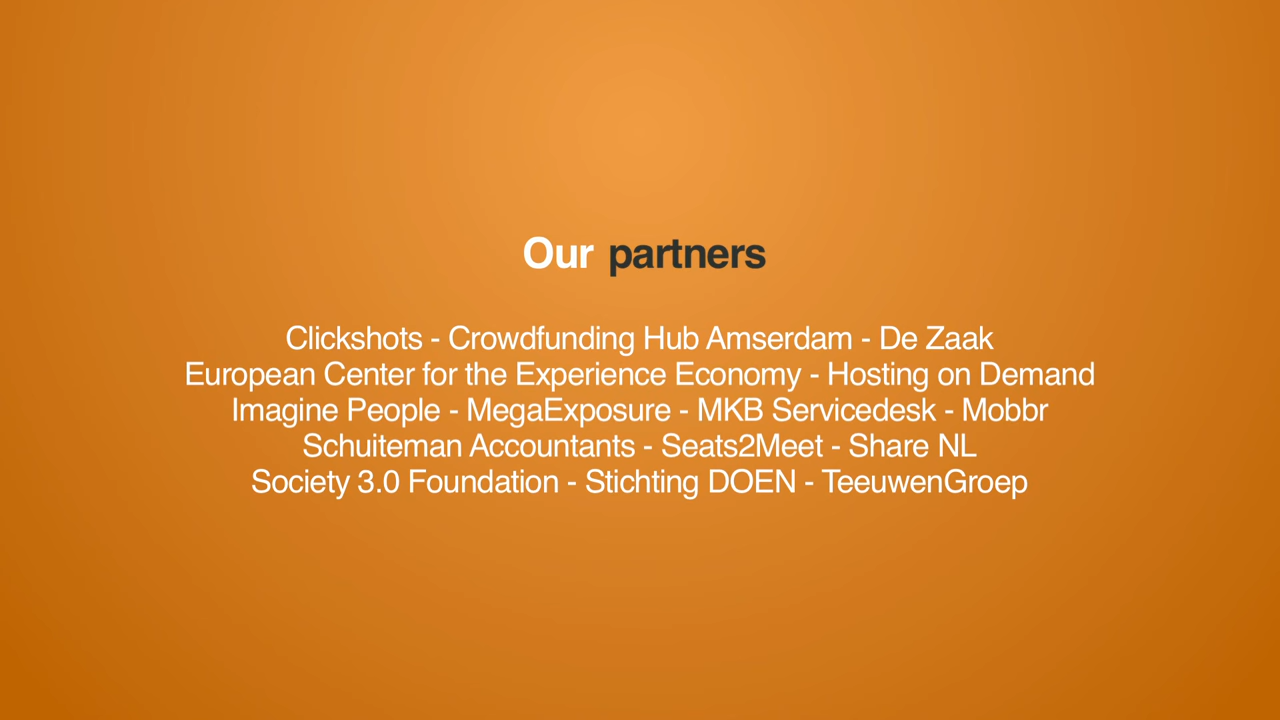 Our partners
Clickshots - Crowdfunding Hub Amserdam - De Zaak
European Center for the Experience Economy - Hosting on Demand
Imagine People - MegaExposure - MKB Servicedesk - Mobbr
Schuiteman Accountants - Seats2Meet - Share NL
Society 3.0 Foundation - Stichting DOEN - TeeuwenGroep